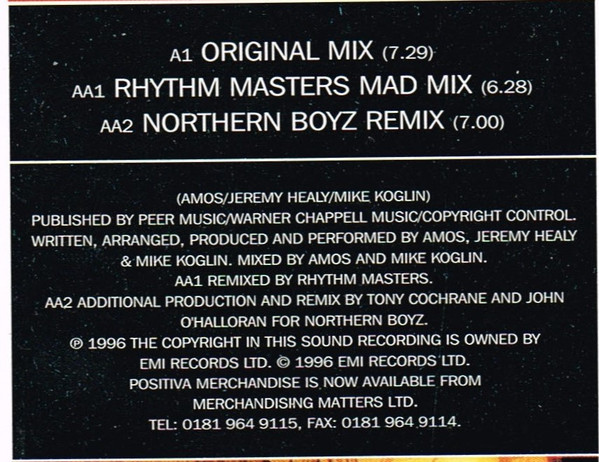 A1 ORIGINAL MIX (7.29)
AA1 RHYTHM MASTERS MAD MIX (6.28)
AA2 NORTHERN BOYZ REMIX (7.00)
(AMOS/JEREMY HEALY/MIKE KOGLIN)
PUBLISHED BY PEER MUSIC/WARNER CHAPPELL MUSIC/COPYRIGHT CONTROL.
WRITTEN, ARRANGED, PRODUCED AND PERFORMED BY AMOS, JEREMY HEALY
& MIKE KOGLIN. MIXED BY AMOS AND MIKE KOGLIN.
AA1 REMIXED BY RHYTHM MASTERS.
AA2 ADDITIONAL PRODUCTION AND REMIX BY TONY COCHRANE AND JOHN
O'HALLORAN FOR NORTHERN BOYZ.
℗ 1996 THE COPYRIGHT IN THIS SOUND RECORDING IS OWNED BY
EMI RECORDS LTD. © 1996 EMI RECORDS LTD.
POSITIVA MERCHANDISE IS NOW AVAILABLE FROM
MERCHANDISING MATTERS LTD.
TEL: 0181 964 9115, FAX: 0181 964 9114.